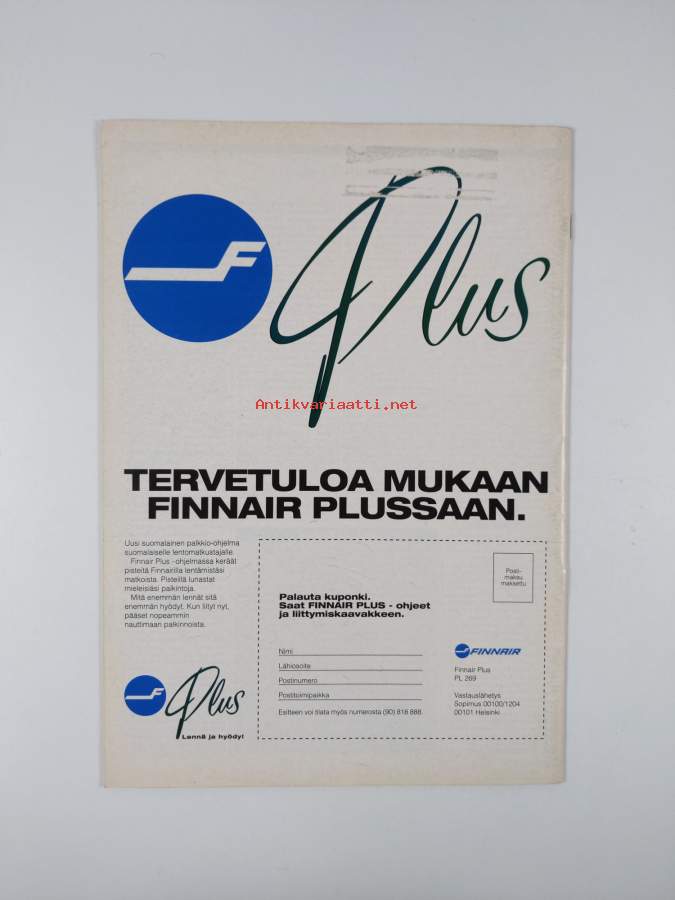 F Plus
Antikvariaatti.net
TERVETULOA MUKAAN
FINNAIR PLUSSAAN.
Uusi suomalainen palkkio-ohjelma
suomalaiselle lentomatkustajalle.
Finnair Plus -ohjelmassa keräät
pisteitä Finnairilla lentämistäsi
matkoista. Pisteillä lunastat
mieleisiäsi palkintoja.
Mitä enemmän lennät sitä
enemmän hyödyt. Kun liityt nyt,
pääset nopeammin
nauttimaan palkinnoista.
F Plus
Lennä ja hyödy!
Palauta kuponki.
Saat FINNAIR PLUS - ohjeet
ja liittymiskaavakkeen.
Nimi
Lähiosoite
Postinumero
Postitoimipaikka
Esitteen voi tilata myös numerosta (90) 818 888.
Posti-
maksu
maksettu
FINNAIR
Finnair Plus
PL 269
Vastauslähetys
Sopimus 00100/1204
00101 Helsinki